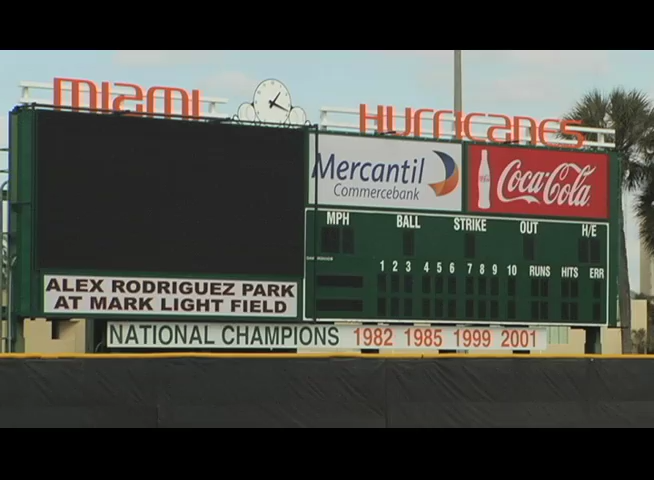 MIAMI HURRICANES
Mercantil
Commercebank
Coca-Cola
MPH BALL STRIKE OUT H/E
1 2 3 4 5 6 7 8 9 10 RUNS HITS ERR
ALEX RODRIGUEZ PARK
AT MARK LIGHT FIELD
NATIONAL CHAMPIONS 1982 1985 1999 2001